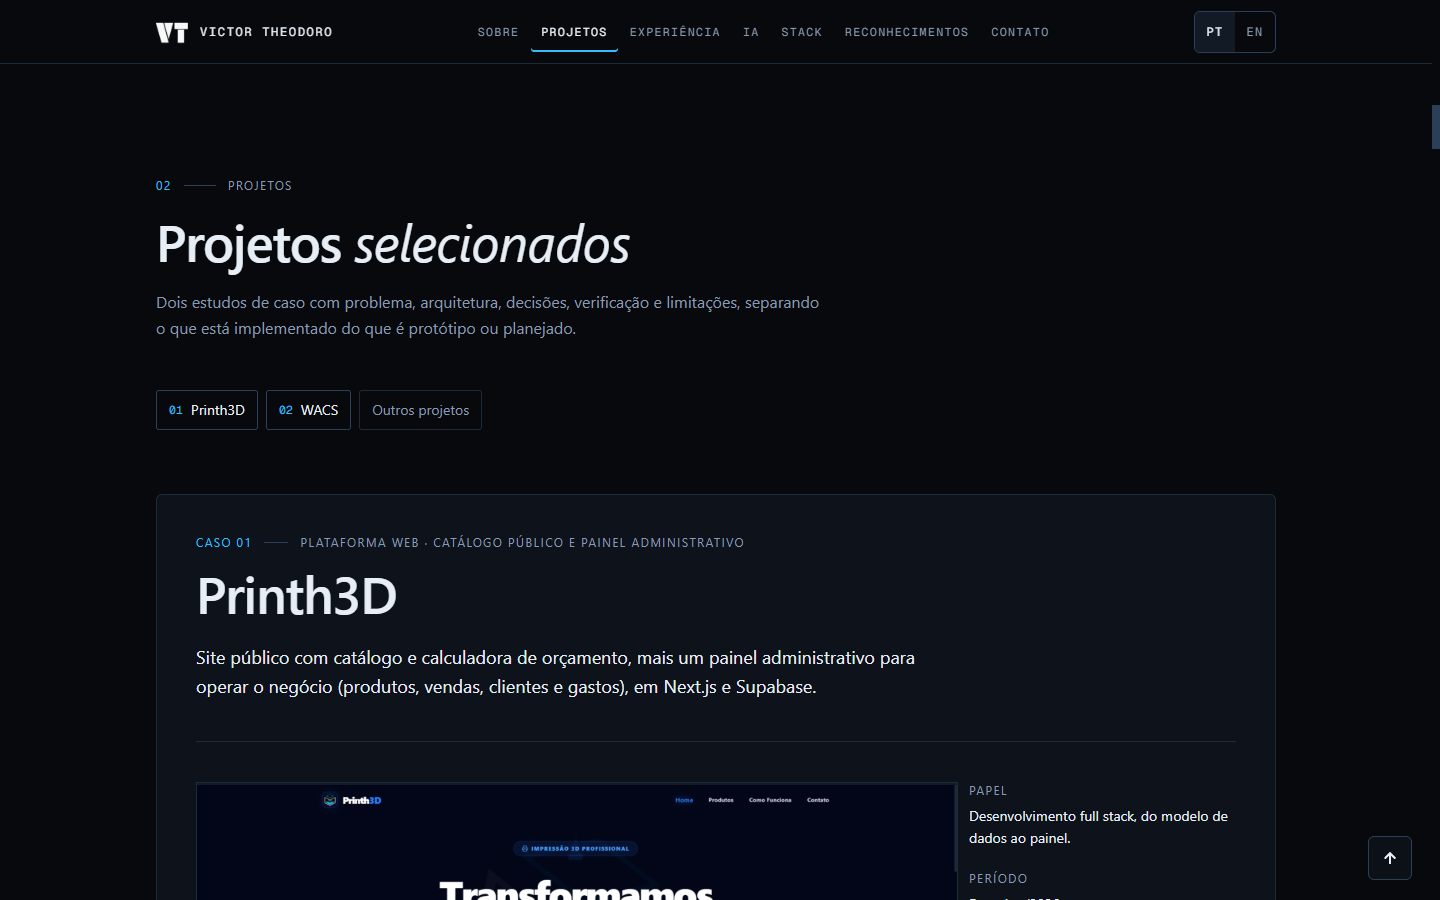 VT VICTOR THEODORO
SOBRE PROJETOS EXPERIÊNCIA IA STACK RECONHECIMENTOS CONTATO
PT EN
02 PROJETOS
Projetos selecionados
Dois estudos de caso com problema, arquitetura, decisões, verificação e limitações, separando
o que está implementado do que é protótipo ou planejado.
01 Printh3D
02 WACS
Outros projetos
CASO 01 PLATAFORMA WEB · CATÁLOGO PÚBLICO E PAINEL ADMINISTRATIVO
Printh3D
Site público com catálogo e calculadora de orçamento, mais um painel administrativo para
operar o negócio (produtos, vendas, clientes e gastos), em Next.js e Supabase.
Printh3D
Home Produtos Como Funciona Contato
IMPRESSÃO 3D PROFISSIONAL
Transformamos
PAPEL
Desenvolvimento full stack, do modelo de
dados ao painel.
PERÍODO